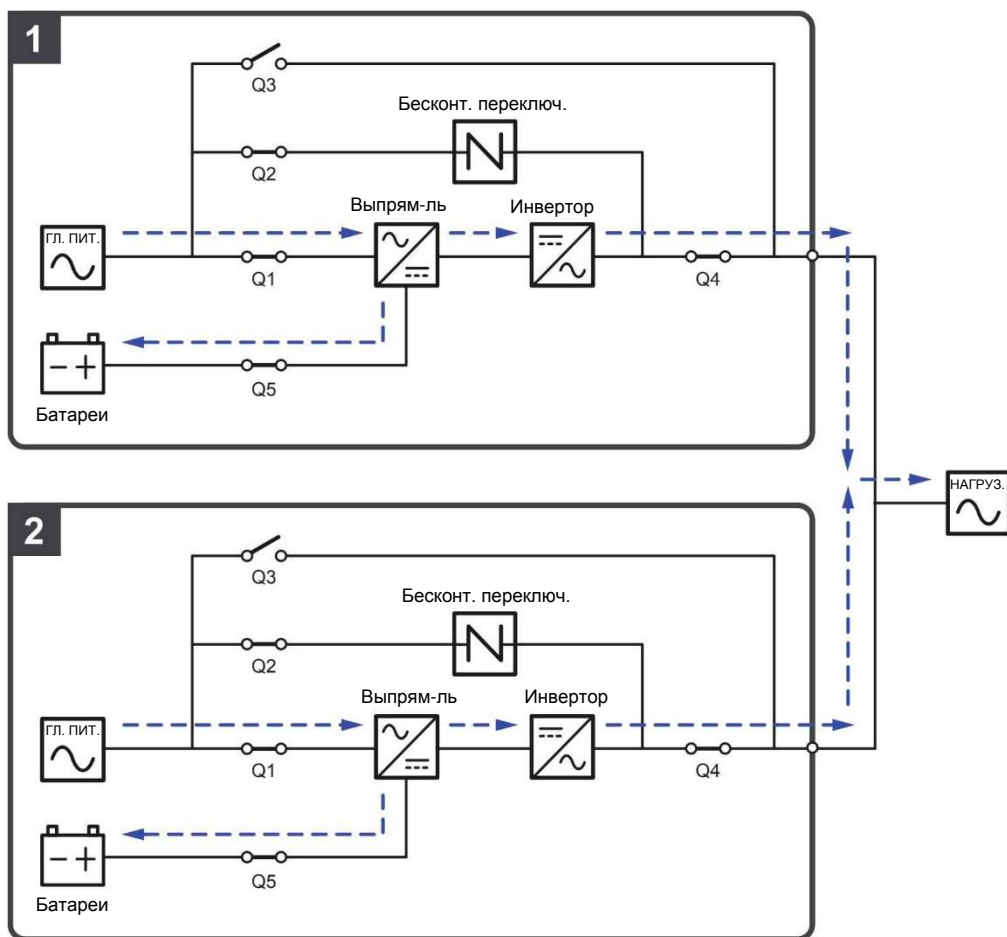 1
Q3
Бесконт. переключ.
Q2
Выпрям-ль
Инвертор
ГЛ. ПИТ.
Q1
Q4
Q5
Батареи
НАГРУЗ.
2
Q3
Бесконт. переключ.
Q2
Выпрям-ль
Инвертор
ГЛ. ПИТ.
Q1
Q4
Q5
Батареи